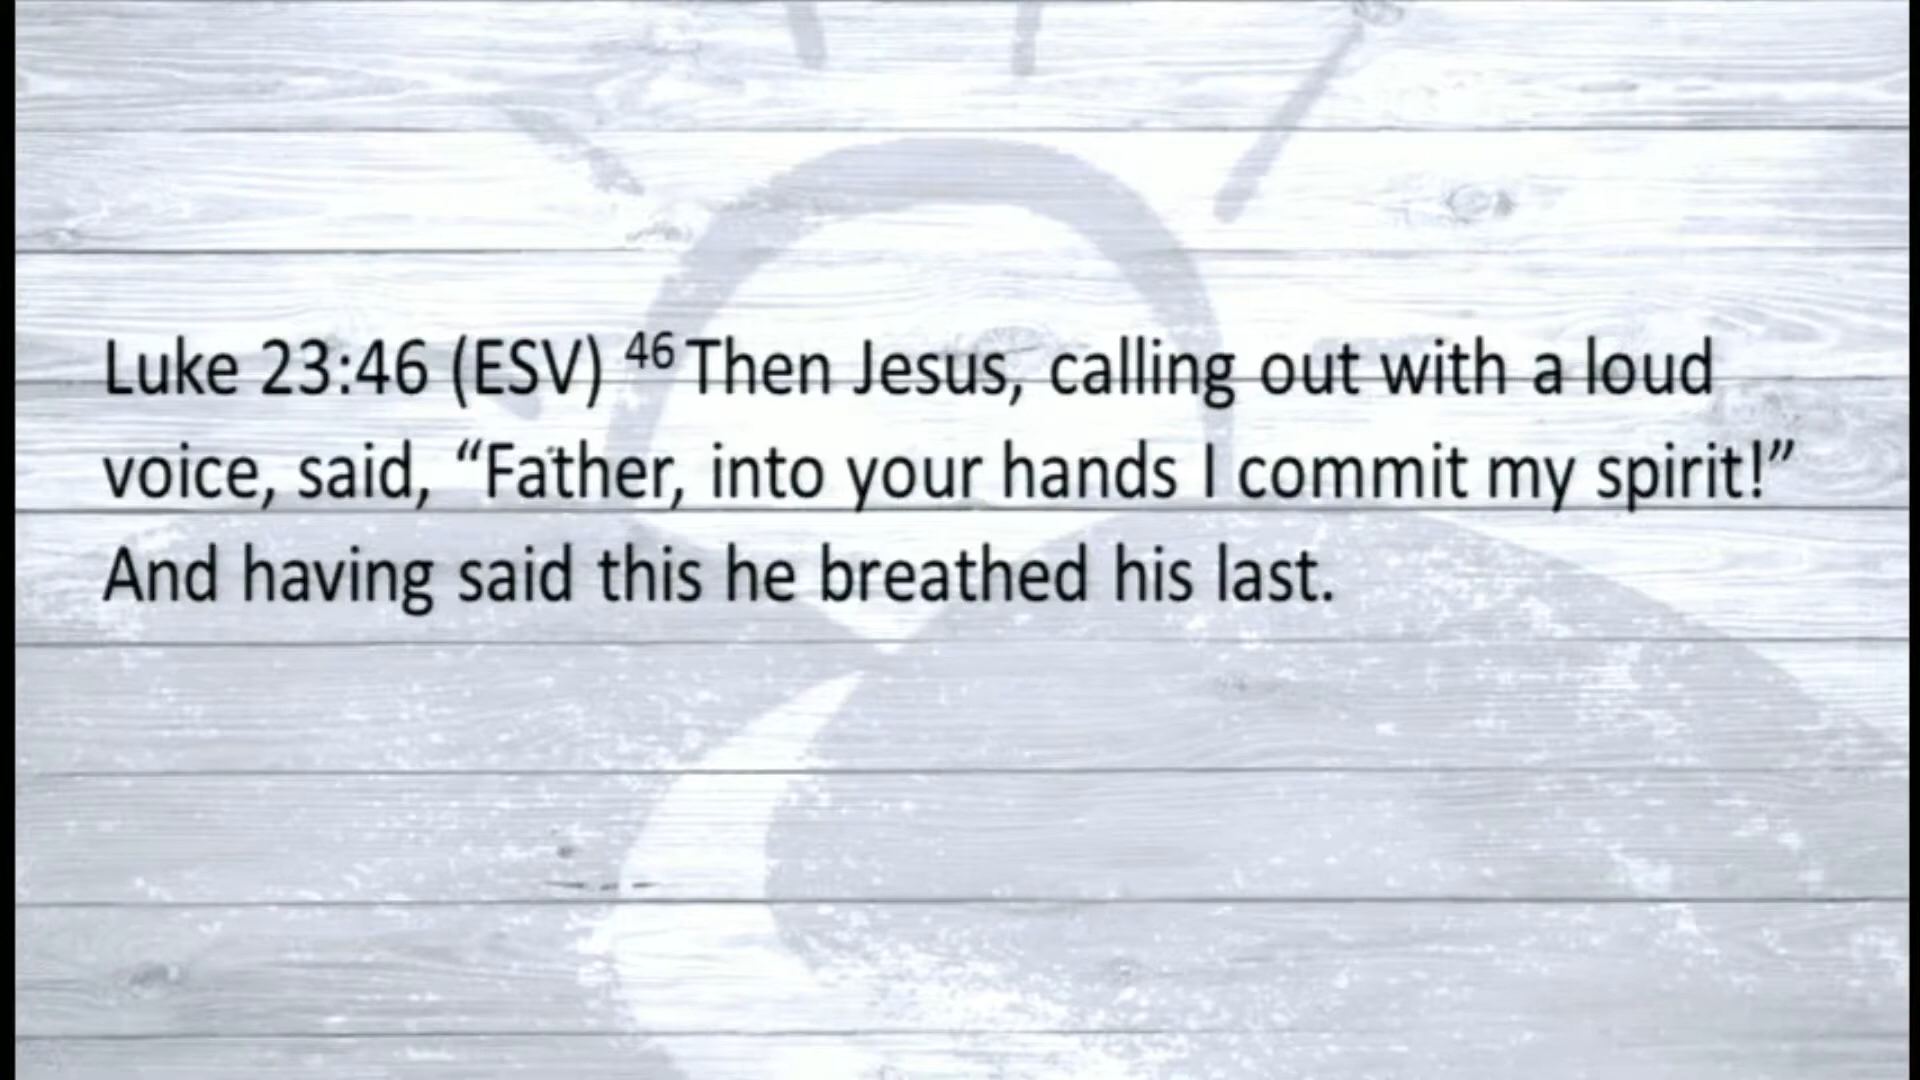 Luke 23:46 (ESV) 46 Then Jesus, calling out with a loud
voice, said, “Father, into your hands I commit my spirit!”
And having said this he breathed his last.